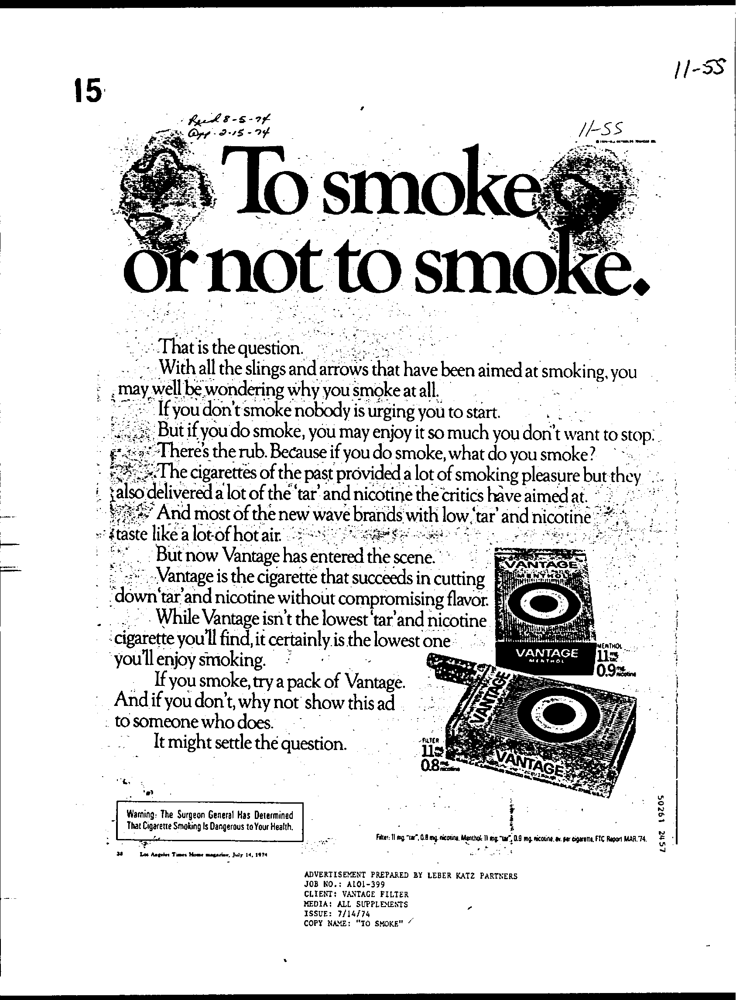 11-SS
15
Rec'd 8-5-74
App. 2-15-74
11-SS
To smoke
or not to smoke.
That is the question.
With all the slings and arrows that have been aimed at smoking, you
may well be wondering why you smoke at all.
If you don't smoke nobody is urging you to start.
But if you do smoke, you may enjoy it so much you don't want to stop.
There's the rub. Because if you do smoke, what do you smoke?
The cigarettes of the past provided a lot of smoking pleasure but they
also delivered a lot of the 'tar' and nicotine the critics have aimed at.
And most of the new wave brands with low 'tar' and nicotine
taste like a lot of hot air.
But now Vantage has entered the scene.
Vantage is the cigarette that succeeds in cutting
down 'tar' and nicotine without compromising flavor.
While Vantage isn't the lowest 'tar' and nicotine
cigarette you'll find, it certainly is the lowest one
you'll enjoy smoking.
If you smoke, try a pack of Vantage.
And if you don't, why not show this ad
to someone who does.
It might settle the question.
VANTAGE
MENTHOL
VANTAGE
MENTHOL
MENTHOL
11 mg. "tar"
0.9 mg. nicotine
VANTAGE
VANTAGE
FILTER
11 mg. "tar"
0.8 mg. nicotine
Warning: The Surgeon General Has Determined
That Cigarette Smoking Is Dangerous to Your Health.
Filter: 11 mg. "tar", 0.8 mg. nicotine, Menthol: 11 mg. "tar", 0.9 mg. nicotine, av. per cigarette, FTC Report MAR. '74.
50261 2457
38 Los Angeles Times Home magazine, July 14, 1974
ADVERTISEMENT PREPARED BY LEBER KATZ PARTNERS
JOB NO.: A101-399
CLIENT: VANTAGE FILTER
MEDIA: ALL SUPPLEMENTS
ISSUE: 7/14/74
COPY NAME: "TO SMOKE"